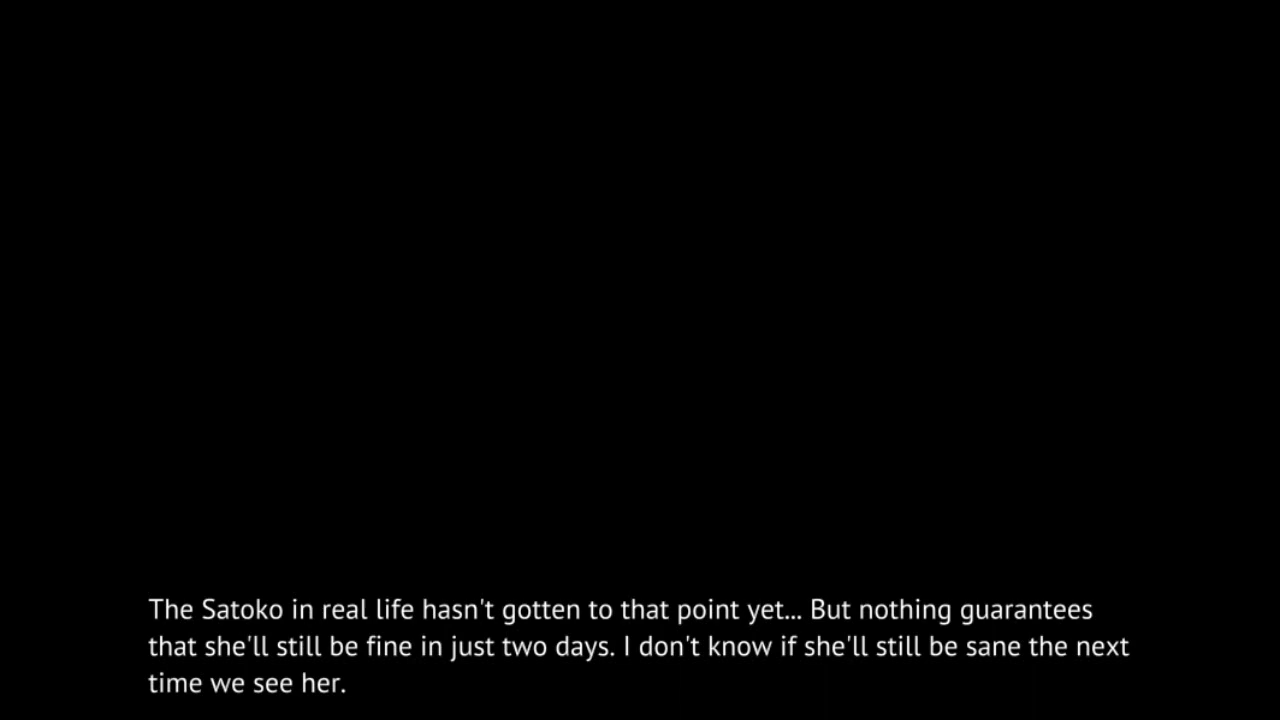 The Satoko in real life hasn't gotten to that point yet... But nothing guarantees
that she'll still be fine in just two days. I don't know if she'll still be sane the next
time we see her.